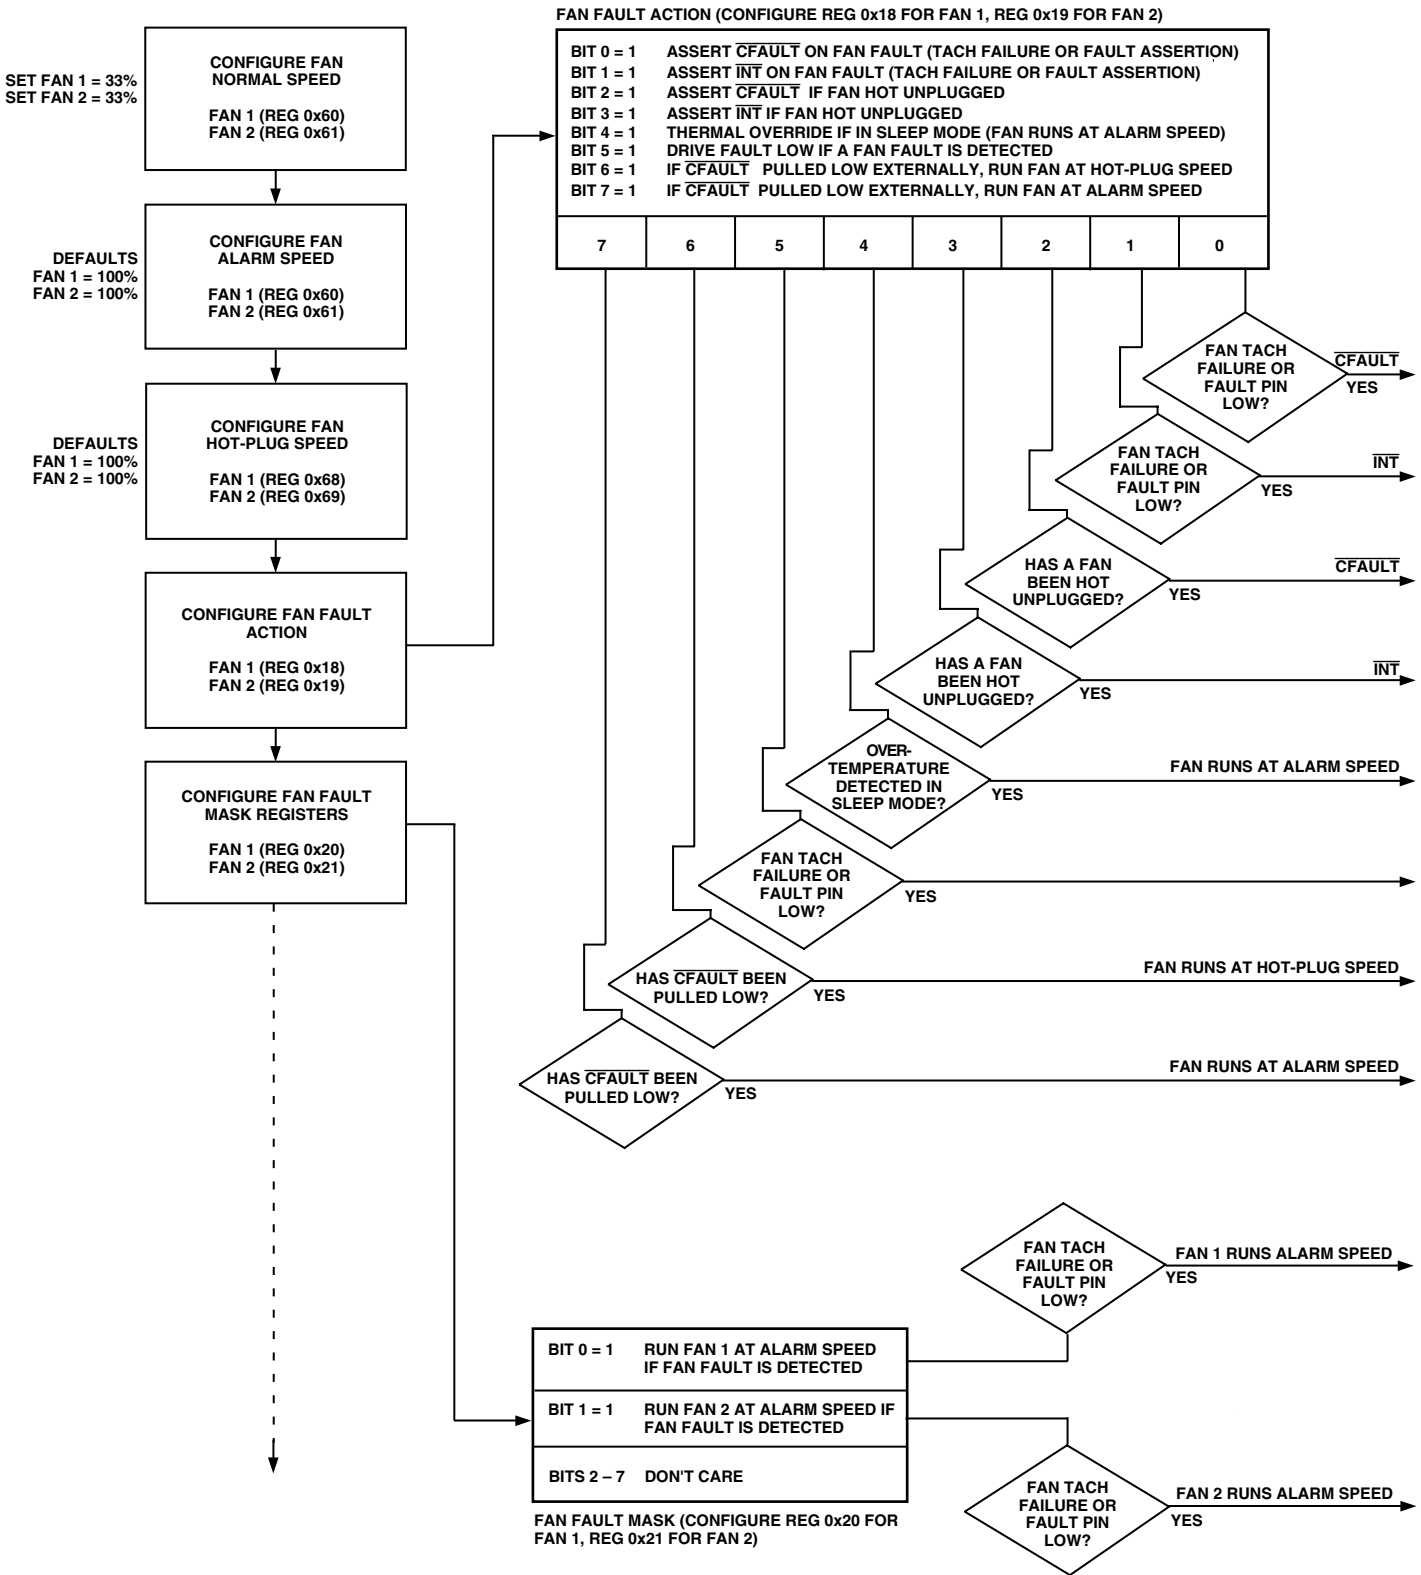 SET FAN 1 = 33%
SET FAN 2 = 33%
CONFIGURE FAN
NORMAL SPEED
FAN 1 (REG 0x60)
FAN 2 (REG 0x61)
DEFAULTS
FAN 1 = 100%
FAN 2 = 100%
CONFIGURE FAN
ALARM SPEED
FAN 1 (REG 0x60)
FAN 2 (REG 0x61)
DEFAULTS
FAN 1 = 100%
FAN 2 = 100%
CONFIGURE FAN
HOT-PLUG SPEED
FAN 1 (REG 0x68)
FAN 2 (REG 0x69)
CONFIGURE FAN FAULT
ACTION
FAN 1 (REG 0x18)
FAN 2 (REG 0x19)
CONFIGURE FAN FAULT
MASK REGISTERS
FAN 1 (REG 0x20)
FAN 2 (REG 0x21)
FAN FAULT ACTION (CONFIGURE REG 0x18 FOR FAN 1, REG 0x19 FOR FAN 2)
BIT 0 = 1 ASSERT CFAULT ON FAN FAULT (TACH FAILURE OR FAULT ASSERTION)
BIT 1 = 1 ASSERT INT ON FAN FAULT (TACH FAILURE OR FAULT ASSERTION)
BIT 2 = 1 ASSERT CFAULT IF FAN HOT UNPLUGGED
BIT 3 = 1 ASSERT INT IF FAN HOT UNPLUGGED
BIT 4 = 1 THERMAL OVERRIDE IF IN SLEEP MODE (FAN RUNS AT ALARM SPEED)
BIT 5 = 1 DRIVE FAULT LOW IF A FAN FAULT IS DETECTED
BIT 6 = 1 IF CFAULT PULLED LOW EXTERNALLY, RUN FAN AT HOT-PLUG SPEED
BIT 7 = 1 IF CFAULT PULLED LOW EXTERNALLY, RUN FAN AT ALARM SPEED
7 6 5 4 3 2 1 0
FAN TACH
FAILURE OR
FAULT PIN
LOW?
CFAULT
YES
FAN TACH
FAILURE OR
FAULT PIN
LOW?
INT
YES
HAS A FAN
BEEN HOT
UNPLUGGED?
CFAULT
YES
HAS A FAN
BEEN HOT
UNPLUGGED?
INT
YES
OVER-
TEMPERATURE
DETECTED IN
SLEEP MODE?
FAN RUNS AT ALARM SPEED
YES
FAN TACH
FAILURE OR
FAULT PIN
LOW?
YES
HAS CFAULT BEEN
PULLED LOW?
FAN RUNS AT HOT-PLUG SPEED
YES
HAS CFAULT BEEN
PULLED LOW?
FAN RUNS AT ALARM SPEED
YES
FAN TACH
FAILURE OR
FAULT PIN
LOW?
FAN 1 RUNS ALARM SPEED
YES
BIT 0 = 1 RUN FAN 1 AT ALARM SPEED
IF FAN FAULT IS DETECTED
BIT 1 = 1 RUN FAN 2 AT ALARM SPEED IF
FAN FAULT IS DETECTED
BITS 2 – 7 DON'T CARE
FAN FAULT MASK (CONFIGURE REG 0x20 FOR
FAN 1, REG 0x21 FOR FAN 2)
FAN TACH
FAILURE OR
FAULT PIN
LOW?
FAN 2 RUNS ALARM SPEED
YES